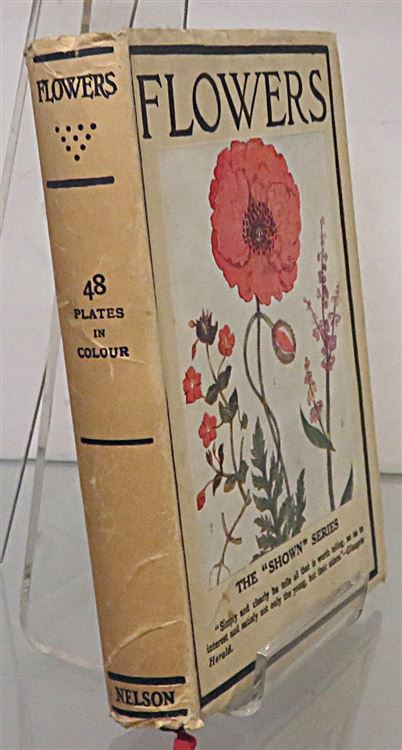 FLOWERS
48
PLATES
IN
COLOUR
NELSON
FLOWERS
THE "SHOWN" SERIES
"Simply and clearly he tells all that is worth telling, so as to
interest and satisfy not only the young, but their elders."—Glasgow
Herald.